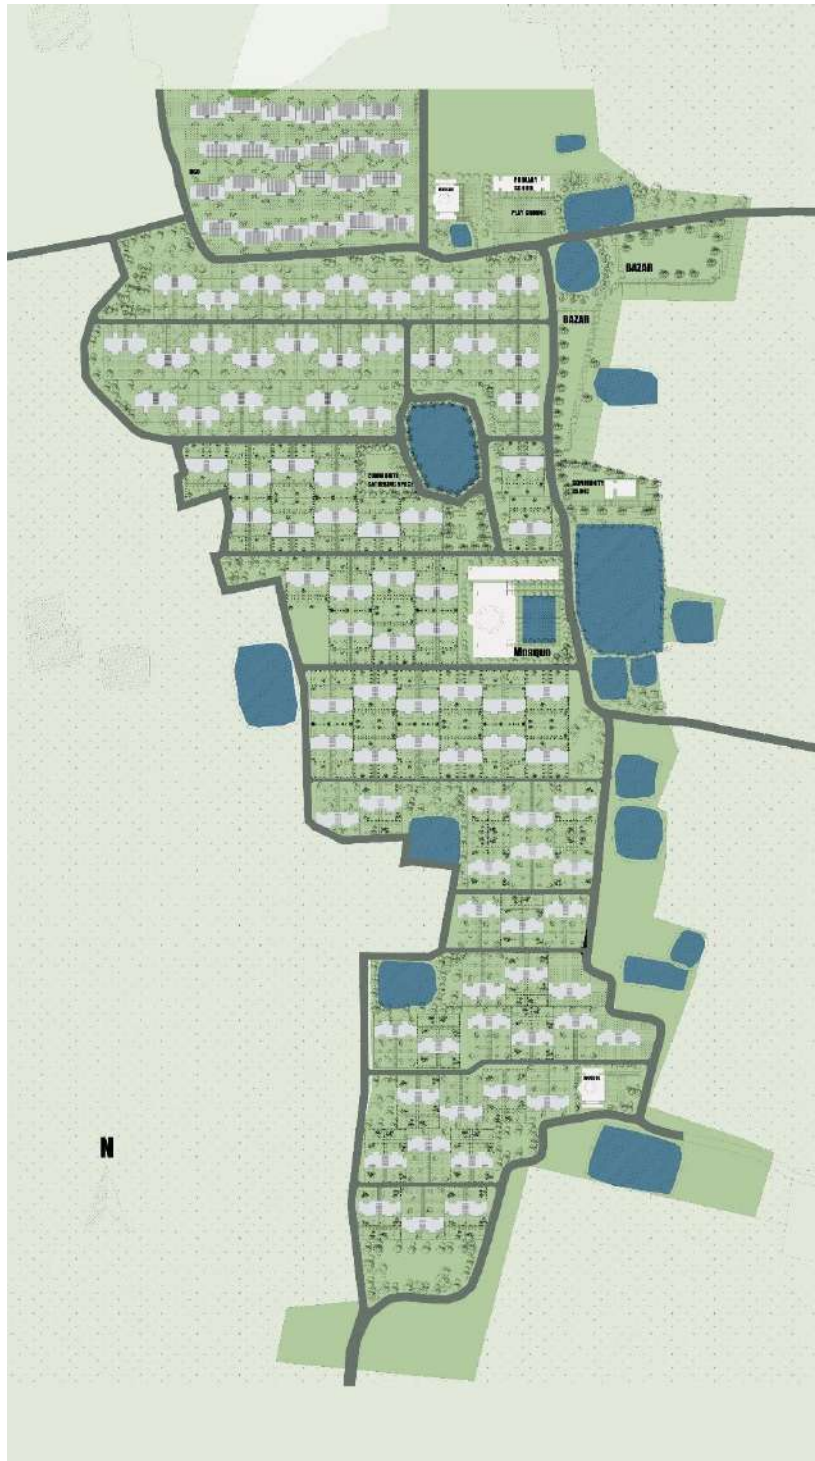 PRIMARY
SCHOOL
PLAY GROUND
BAZAR
BAZAR
COMMUNITY
GATHERING SPACE
COMMUNITY
CLINIC
Mosque
N